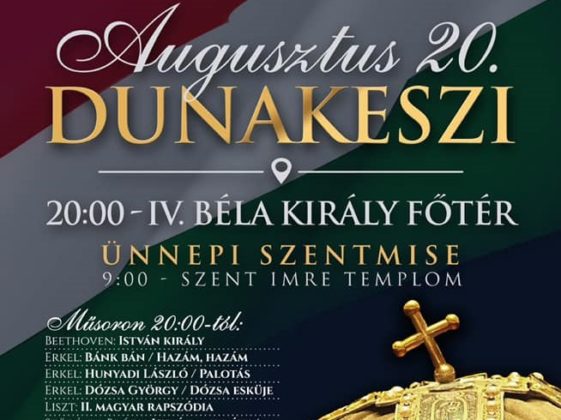 Augusztus 20.
DUNAKESZI
20:00 - IV. BÉLA KIRÁLY FŐTÉR
ÜNNEPI SZENTMISE
9:00 - SZENT IMRE TEMPLOM
Műsoron 20:00-tól:
BEETHOVEN: ISTVÁN KIRÁLY
ERKEL: BÁNK BÁN / HAZÁM, HAZÁM
ERKEL: HUNYADI LÁSZLÓ / PALOTÁS
ERKEL: DÓZSA GYÖRGY / DÓZSA ESKÜJE
LISZT: II. MAGYAR RAPSZÓDIA